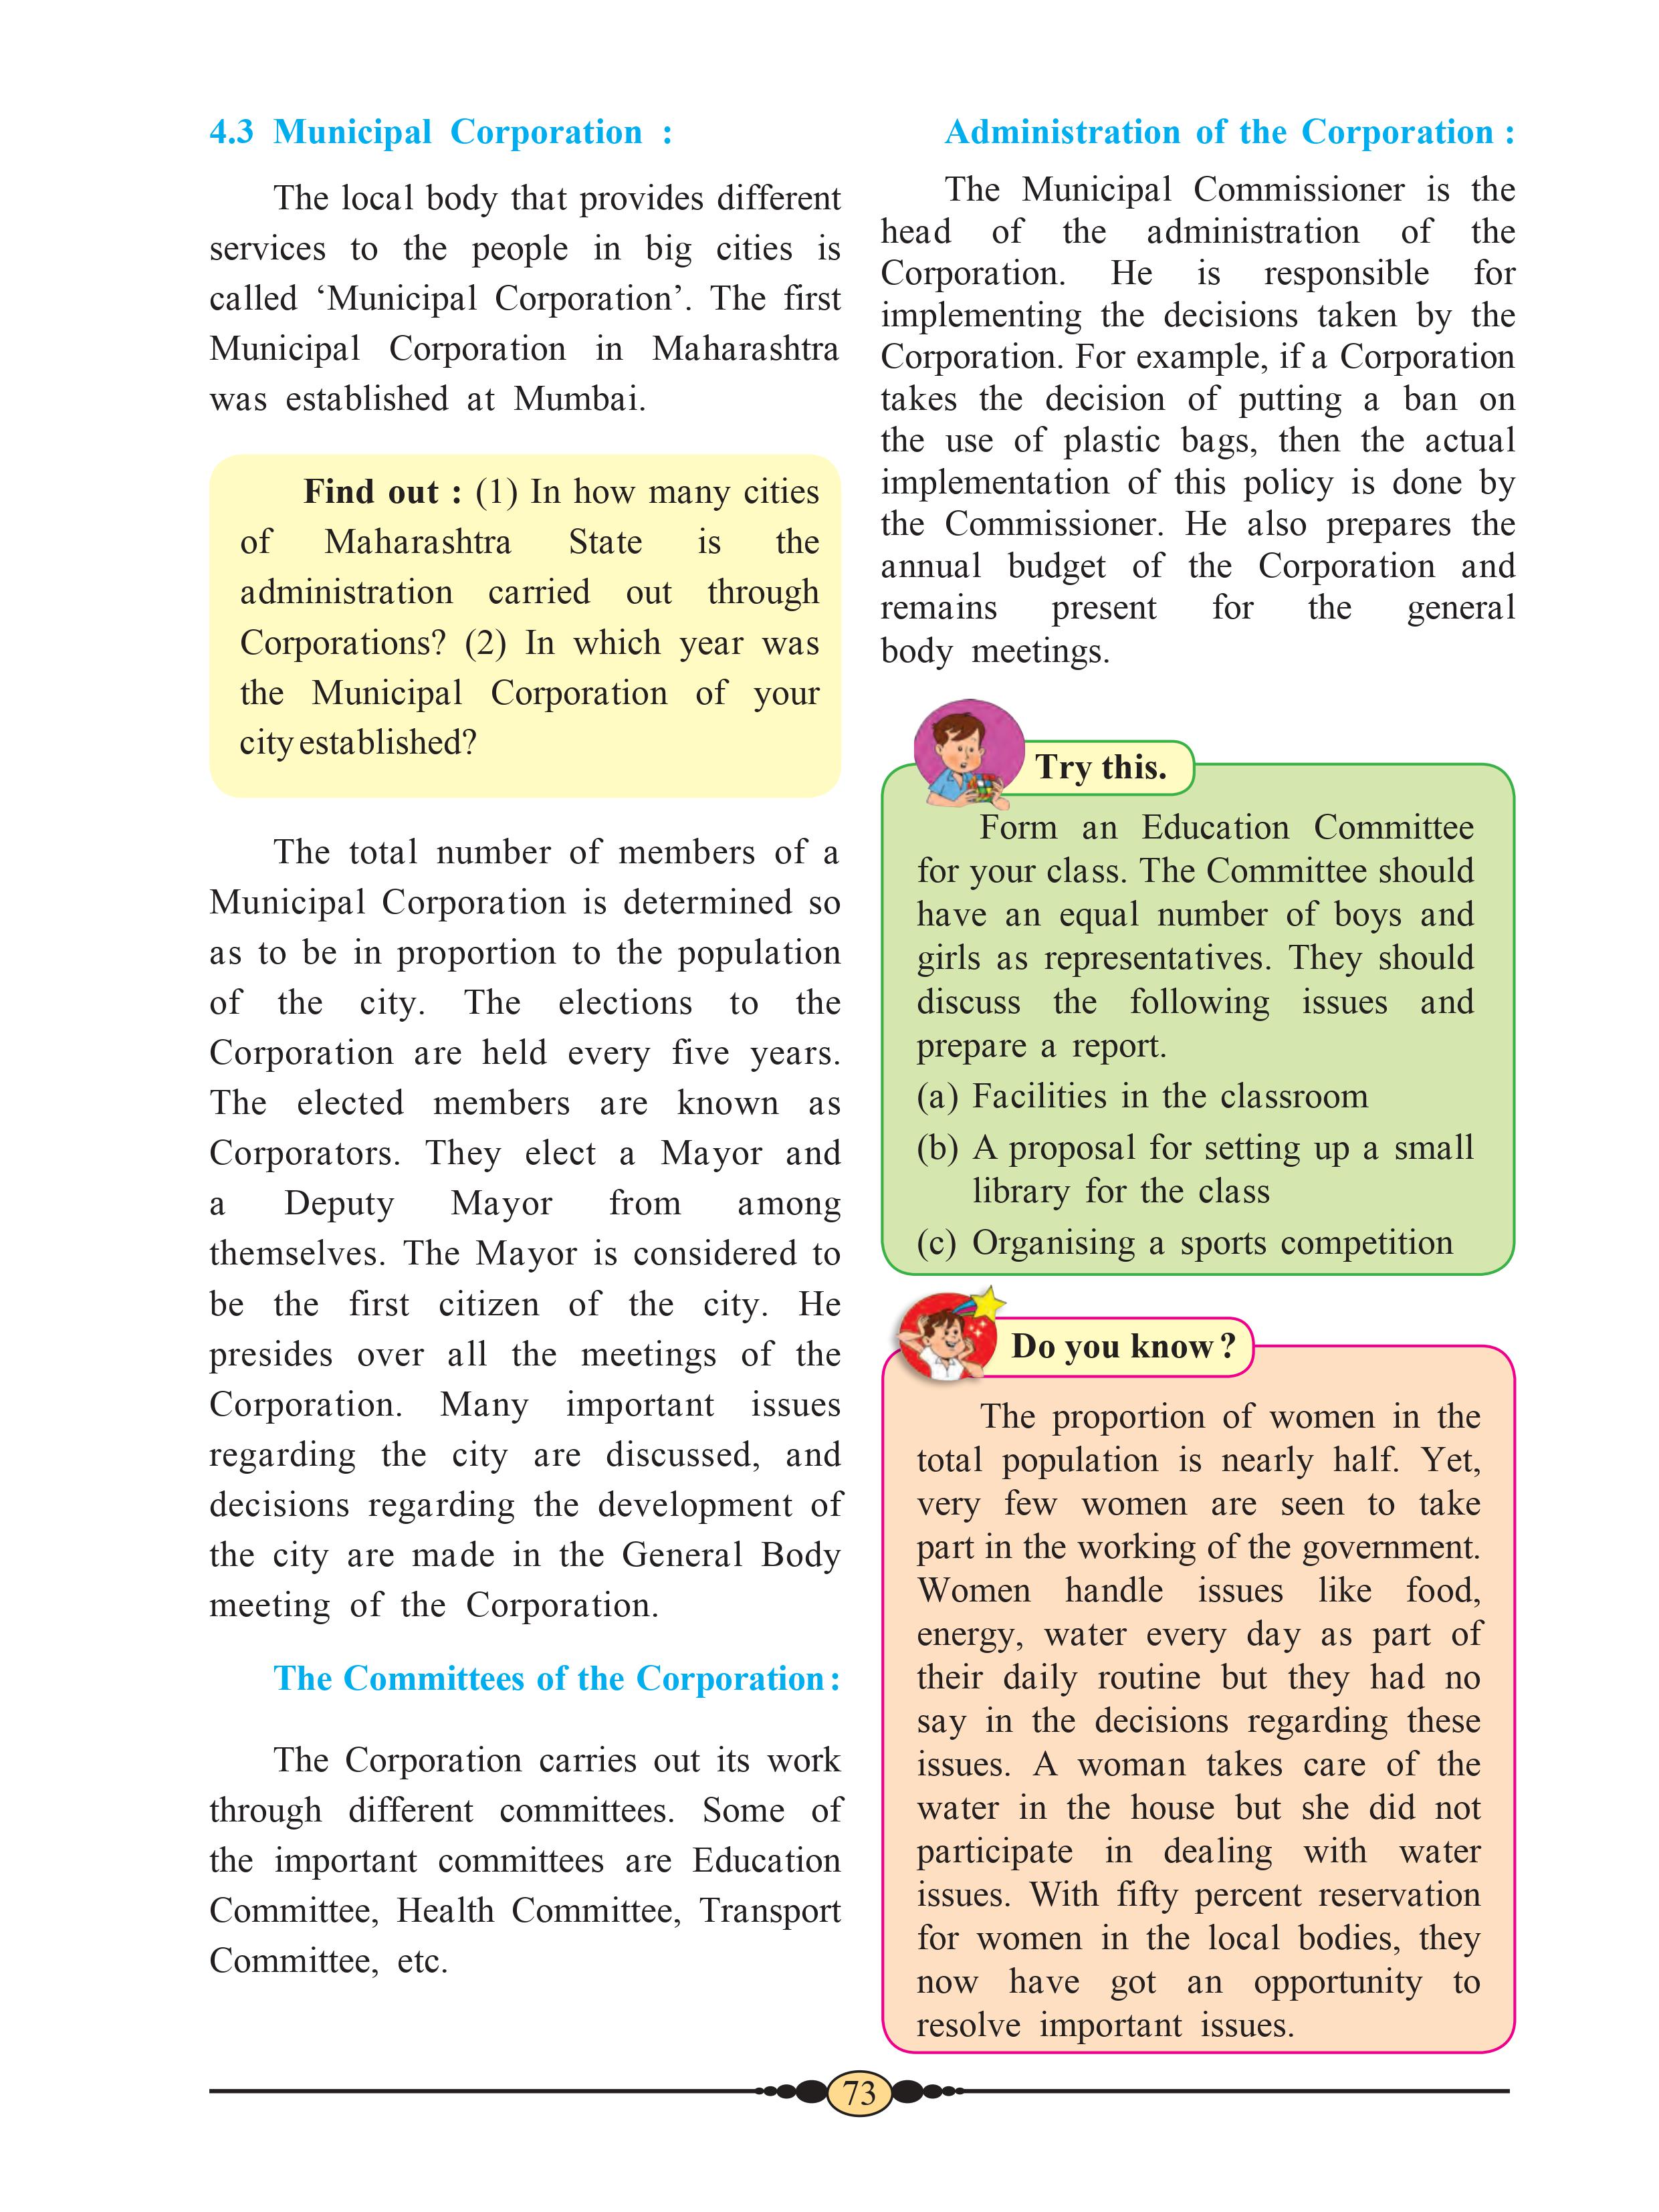 4.3 Municipal Corporation :
The local body that provides different
services to the people in big cities is
called ‘Municipal Corporation’. The first
Municipal Corporation in Maharashtra
was established at Mumbai.
Find out : (1) In how many cities
of Maharashtra State is the
administration carried out through
Corporations? (2) In which year was
the Municipal Corporation of your
city established?
The total number of members of a
Municipal Corporation is determined so
as to be in proportion to the population
of the city. The elections to the
Corporation are held every five years.
The elected members are known as
Corporators. They elect a Mayor and
a Deputy Mayor from among
themselves. The Mayor is considered to
be the first citizen of the city. He
presides over all the meetings of the
Corporation. Many important issues
regarding the city are discussed, and
decisions regarding the development of
the city are made in the General Body
meeting of the Corporation.
The Committees of the Corporation :
The Corporation carries out its work
through different committees. Some of
the important committees are Education
Committee, Health Committee, Transport
Committee, etc.
Administration of the Corporation :
The Municipal Commissioner is the
head of the administration of the
Corporation. He is responsible for
implementing the decisions taken by the
Corporation. For example, if a Corporation
takes the decision of putting a ban on
the use of plastic bags, then the actual
implementation of this policy is done by
the Commissioner. He also prepares the
annual budget of the Corporation and
remains present for the general
body meetings.
Try this.
Form an Education Committee
for your class. The Committee should
have an equal number of boys and
girls as representatives. They should
discuss the following issues and
prepare a report.
(a) Facilities in the classroom
(b) A proposal for setting up a small
library for the class
(c) Organising a sports competition
Do you know ?
The proportion of women in the
total population is nearly half. Yet,
very few women are seen to take
part in the working of the government.
Women handle issues like food,
energy, water every day as part of
their daily routine but they had no
say in the decisions regarding these
issues. A woman takes care of the
water in the house but she did not
participate in dealing with water
issues. With fifty percent reservation
for women in the local bodies, they
now have got an opportunity to
resolve important issues.
73